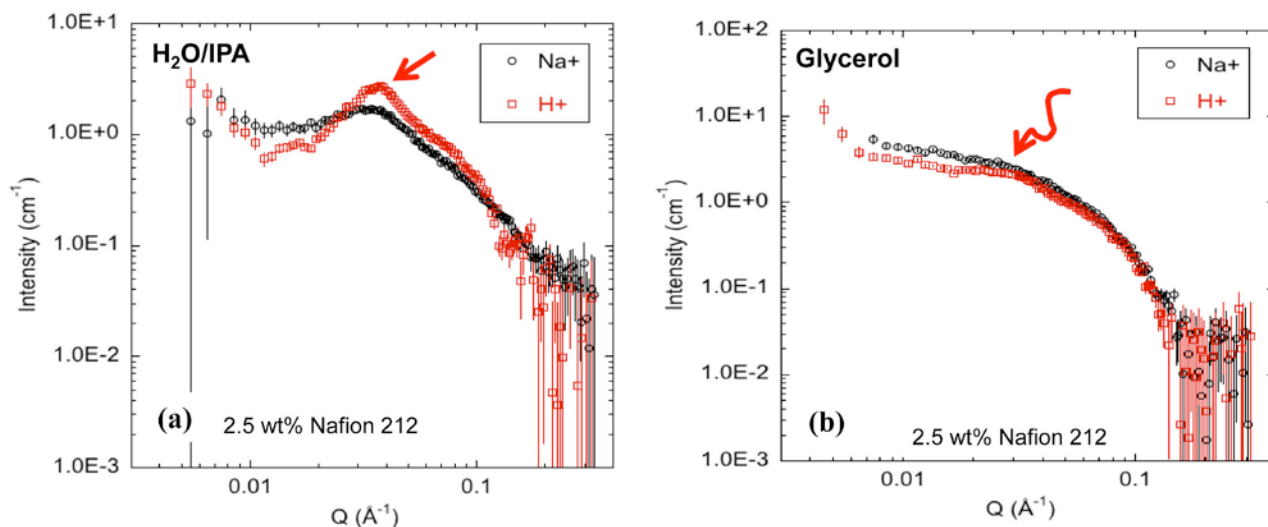 1.0E+1
1.0E+0
1.0E-1
1.0E-2
1.0E-3
Intensity (cm⁻¹)
H₂O/IPA
Na+
H+
(a)
2.5 wt% Nafion 212
0.01
0.1
Q (Å⁻¹)
1.0E+2
1.0E+1
1.0E+0
1.0E-1
1.0E-2
1.0E-3
Intensity (cm⁻¹)
Glycerol
Na+
H+
(b)
2.5 wt% Nafion 212
0.01
0.1
Q (Å⁻¹)